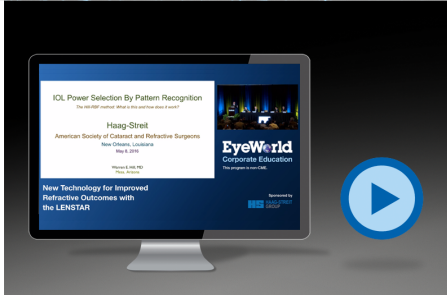 IOL Power Selection By Pattern Recognition
The Hill-RBF method: What is this and how does it work?
Haag-Streit
American Society of Cataract and Refractive Surgeons
New Orleans, Louisiana
May 8, 2016
Warren E. Hill, MD
Mesa, Arizona
EyeWorld
Corporate Education
This program is non-CME.
New Technology for Improved
Refractive Outcomes with
the LENSTAR
Sponsored by
HAAG-STREIT
GROUP